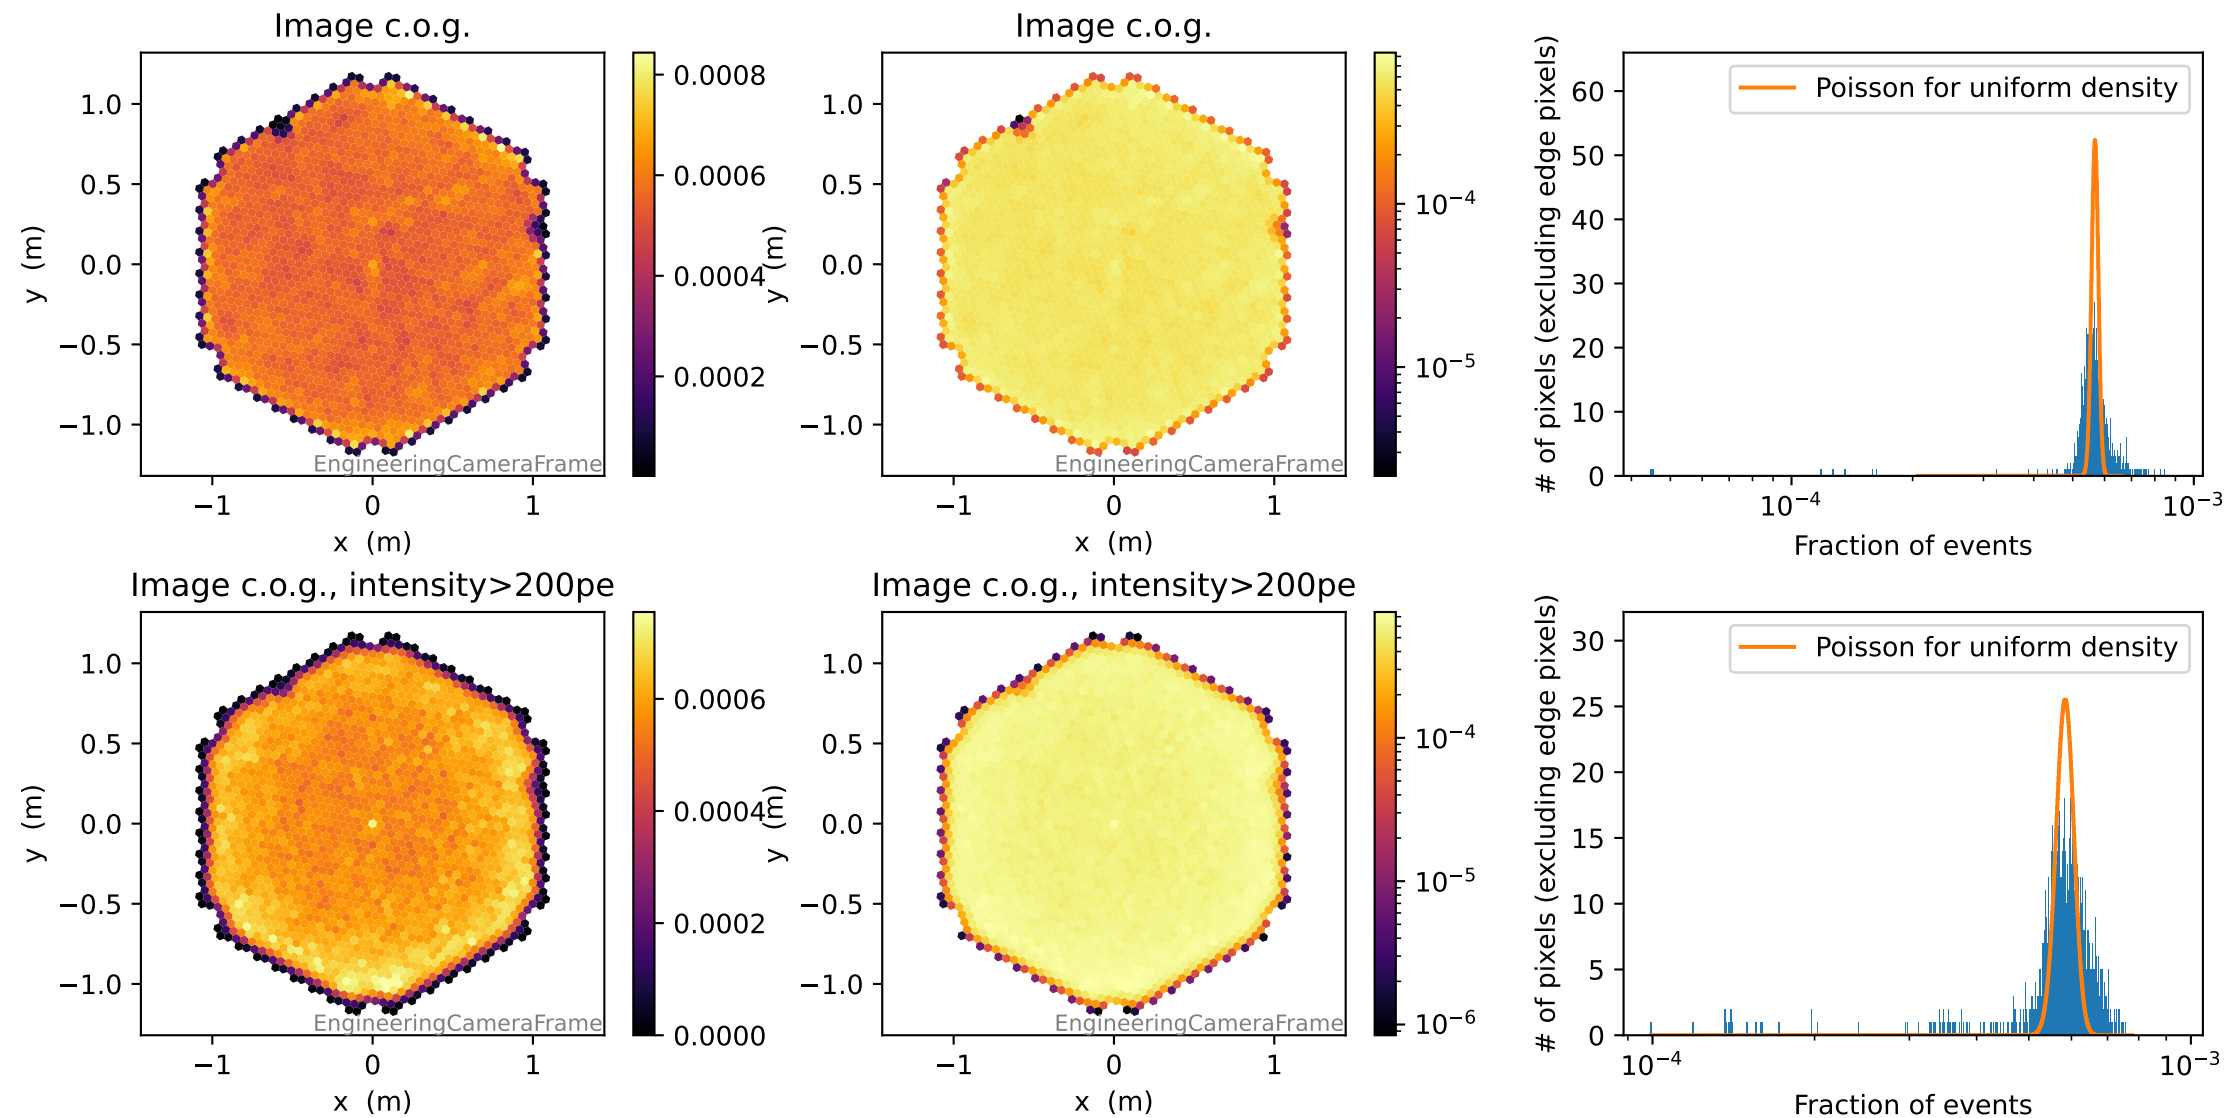 Image c.o.g.
1.0
0.5
0.0
−0.5
−1.0
y (m)
−1
0
1
x (m)
EngineeringCameraFrame
0.0008
0.0006
0.0004
0.0002
Image c.o.g.
1.0
0.5
0.0
−0.5
−1.0
y (m)
−1
0
1
x (m)
EngineeringCameraFrame
10⁻⁴
10⁻⁵
# of pixels (excluding edge pixels)
60
50
40
30
20
10
0
Poisson for uniform density
10⁻⁴
10⁻³
Fraction of events
Image c.o.g., intensity>200pe
1.0
0.5
0.0
−0.5
−1.0
y (m)
−1
0
1
x (m)
EngineeringCameraFrame
0.0006
0.0004
0.0002
0.0000
Image c.o.g., intensity>200pe
1.0
0.5
0.0
−0.5
−1.0
y (m)
−1
0
1
x (m)
EngineeringCameraFrame
10⁻⁴
10⁻⁵
10⁻⁶
# of pixels (excluding edge pixels)
30
25
20
15
10
5
0
Poisson for uniform density
10⁻⁴
10⁻³
Fraction of events